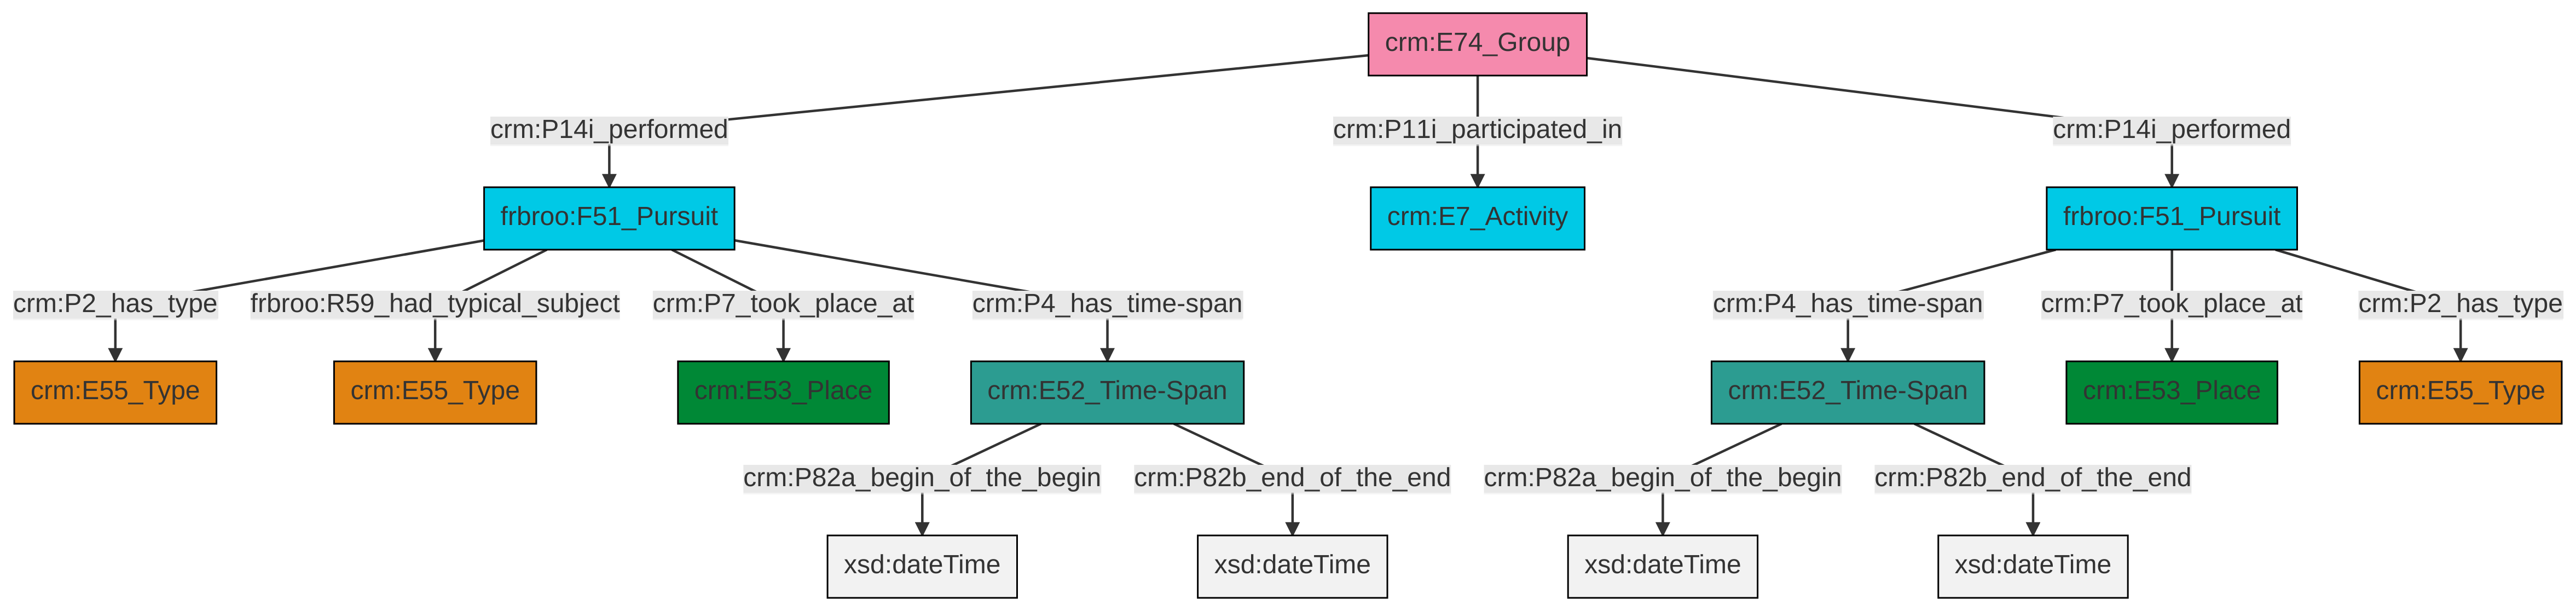 crm:E74_Group
crm:P14i_performed
crm:P11i_participated_in
crm:P14i_performed
frbroo:F51_Pursuit
crm:E7_Activity
frbroo:F51_Pursuit
crm:P2_has_type
frbroo:R59_had_typical_subject
crm:P7_took_place_at
crm:P4_has_time-span
crm:P4_has_time-span
crm:P7_took_place_at
crm:P2_has_type
crm:E55_Type
crm:E55_Type
crm:E53_Place
crm:E52_Time-Span
crm:E52_Time-Span
crm:E53_Place
crm:E55_Type
crm:P82a_begin_of_the_begin
crm:P82b_end_of_the_end
crm:P82a_begin_of_the_begin
crm:P82b_end_of_the_end
xsd:dateTime
xsd:dateTime
xsd:dateTime
xsd:dateTime